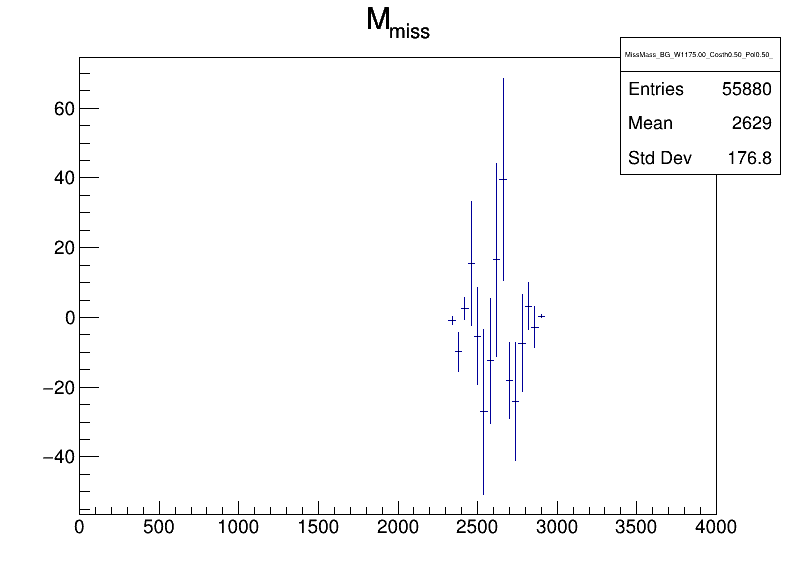 M_miss
MissMass_BG_W1175.00_Costh0.50_Pol0.50_
Entries 55880
Mean 2629
Std Dev 176.8
60
40
20
0
−20
−40
0 500 1000 1500 2000 2500 3000 3500 4000